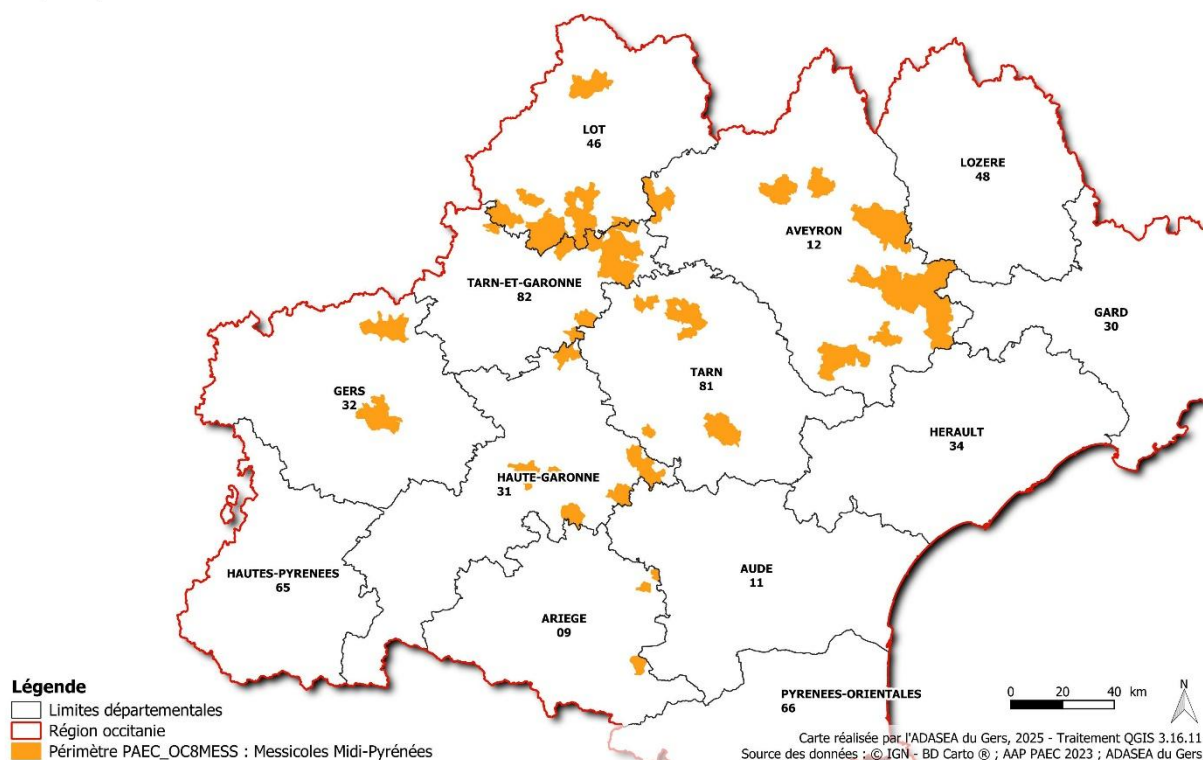 LOT
46
LOZERE
48
AVEYRON
12
TARN-ET-GARONNE
82
GARD
30
TARN
81
GERS
32
HERAULT
34
HAUTE-GARONNE
31
HAUTES-PYRENEES
65
AUDE
11
ARIEGE
09
PYRENEES-ORIENTALES
66
Légende
Limites départementales
Région occitanie
Périmètre PAEC_OC8MESS : Messicoles Midi-Pyrénées
0 20 40 km
N
Carte réalisée par l'ADASEA du Gers, 2025 - Traitement QGIS 3.16.11
Source des données : © IGN - BD Carto ® ; AAP PAEC 2023 ; ADASEA du Gers